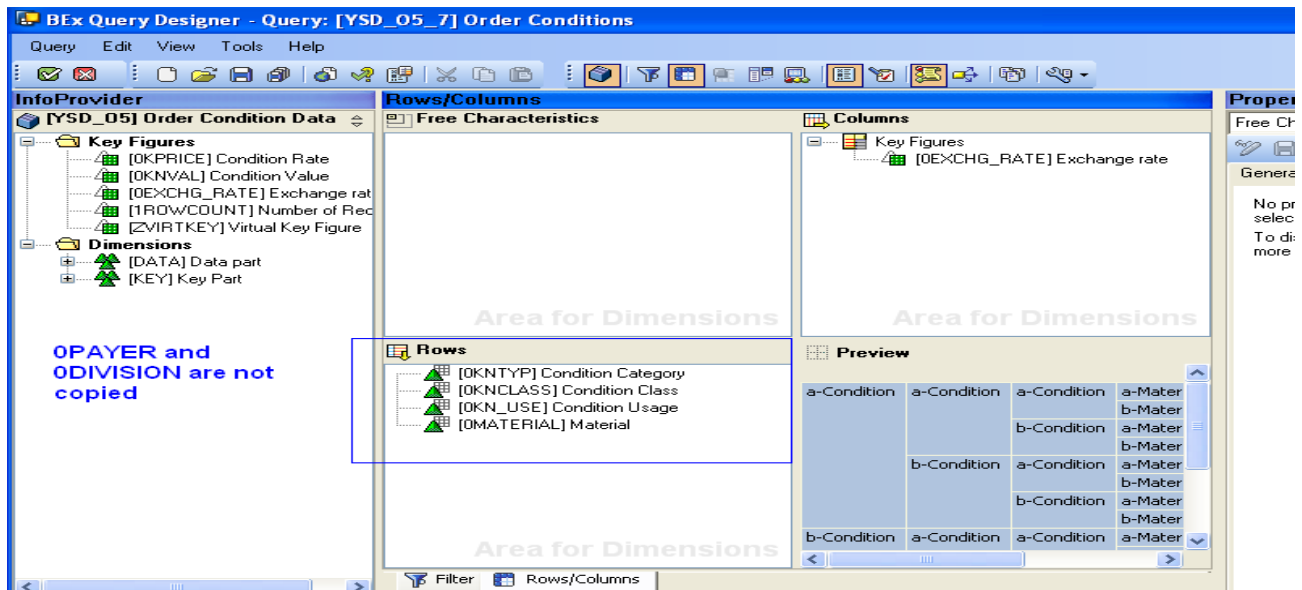 BEx Query Designer - Query: [YSD_O5_7] Order Conditions
Query Edit View Tools Help
InfoProvider
Rows/Columns
Proper
[YSD_O5] Order Condition Data
Free Characteristics
Columns
Free Ch
Key Figures
[0KPRICE] Condition Rate
[0KNVAL] Condition Value
[0EXCHG_RATE] Exchange rat
[1ROWCOUNT] Number of Rec
[ZVIRTKEY] Virtual Key Figure
Dimensions
[DATA] Data part
[KEY] Key Part
Key Figures
[0EXCHG_RATE] Exchange rate
Genera
No pr
selec
To di
more
Area for Dimensions
Area for Dimensions
0PAYER and
0DIVISION are not
copied
Rows
[0KNTYP] Condition Category
[0KNCLASS] Condition Class
[0KN_USE] Condition Usage
[0MATERIAL] Material
Area for Dimensions
Preview
a-Condition a-Condition a-Condition a-Mater
b-Mater
b-Condition a-Mater
b-Mater
b-Condition a-Condition a-Mater
b-Mater
b-Condition a-Mater
b-Mater
b-Condition a-Condition a-Condition a-Mater
Filter Rows/Columns